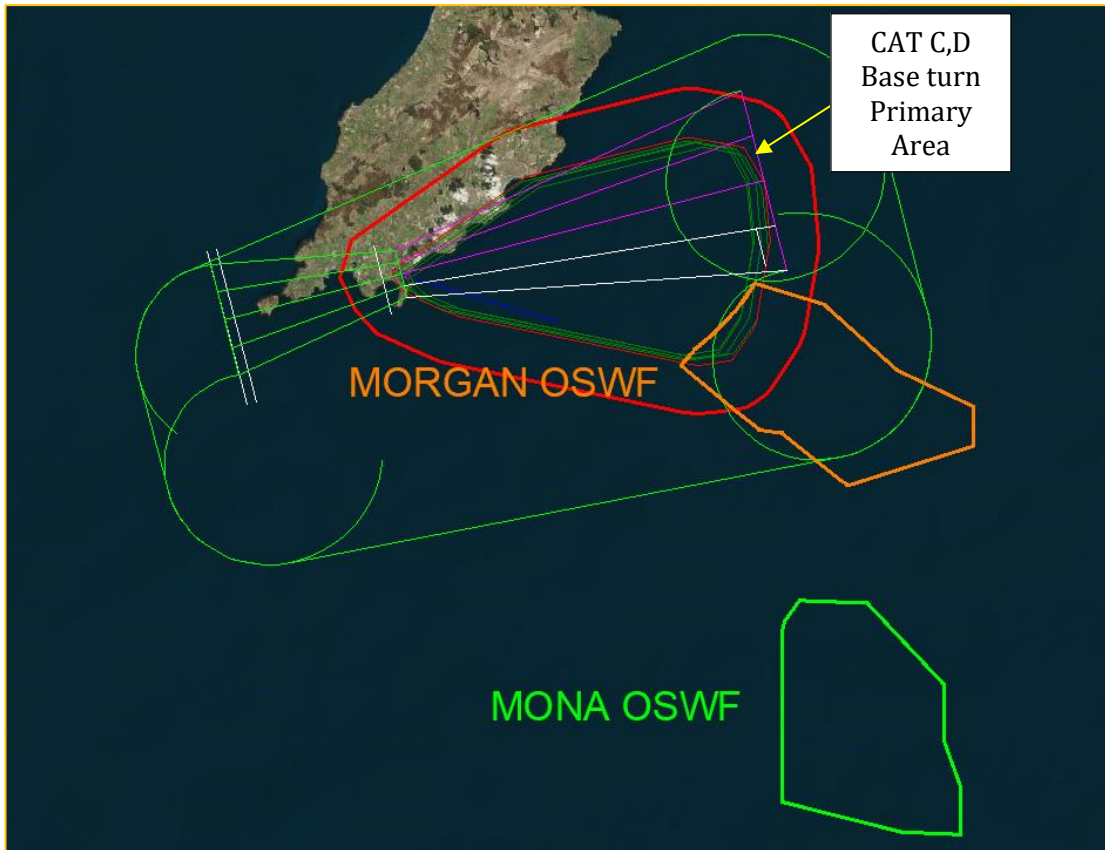 CAT C,D
Base turn
Primary
Area
MORGAN OSWF
MONA OSWF